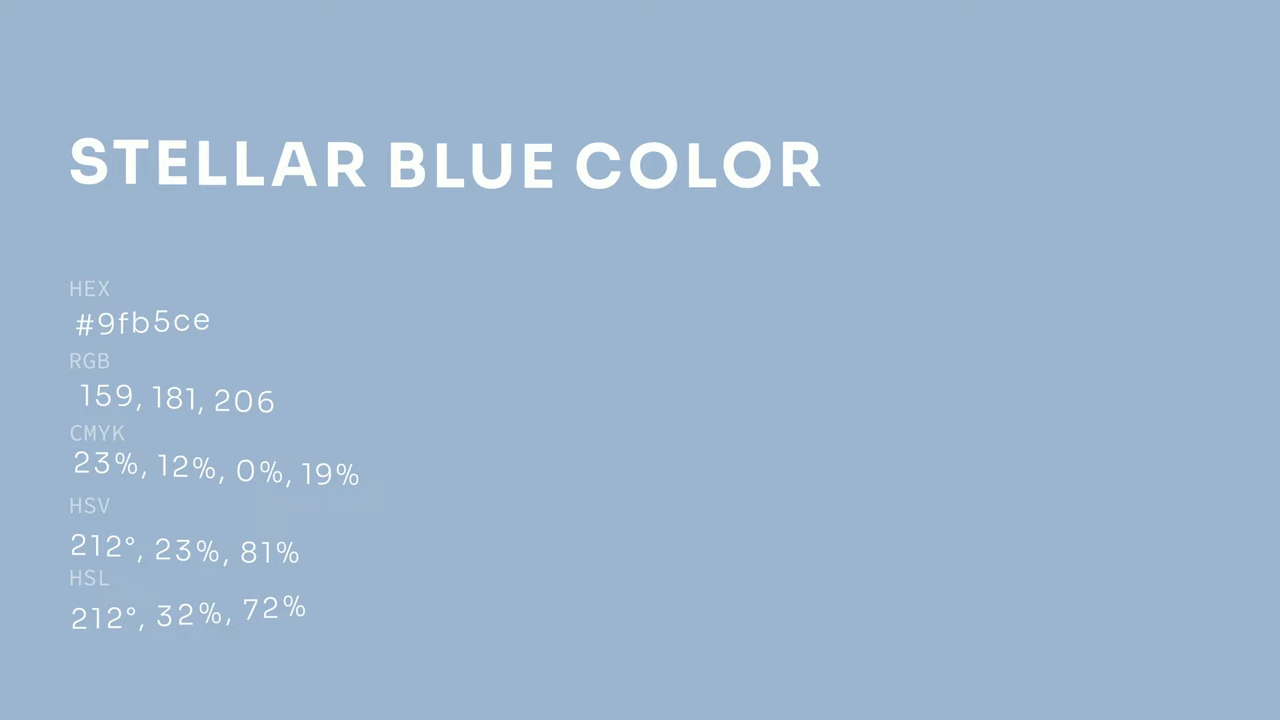 STELLAR BLUE COLOR
HEX
#9fb5ce
RGB
159, 181, 206
CMYK
23%, 12%, 0%, 19%
HSV
212°, 23%, 81%
HSL
212°, 32%, 72%